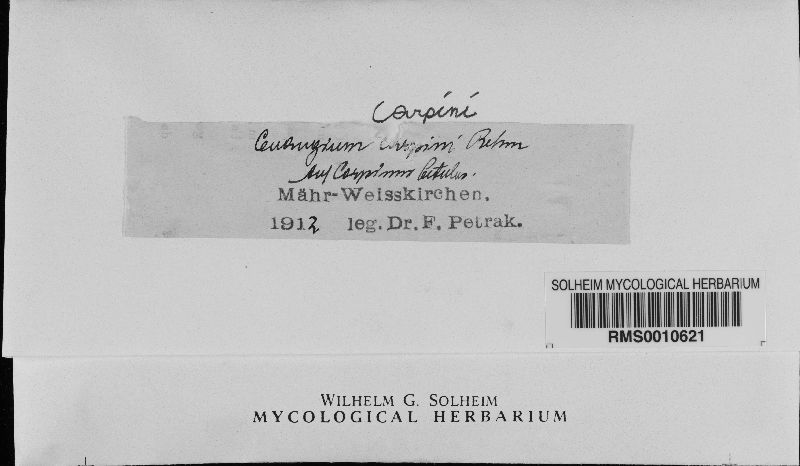 Carpini
Cenangium carpini Rehm
Auf Carpinus betulus.
Mähr-Weisskirchen.
1912 leg. Dr. F. Petrak.
SOLHEIM MYCOLOGICAL HERBARIUM
RMS0010621
WILHELM G. SOLHEIM
MYCOLOGICAL HERBARIUM